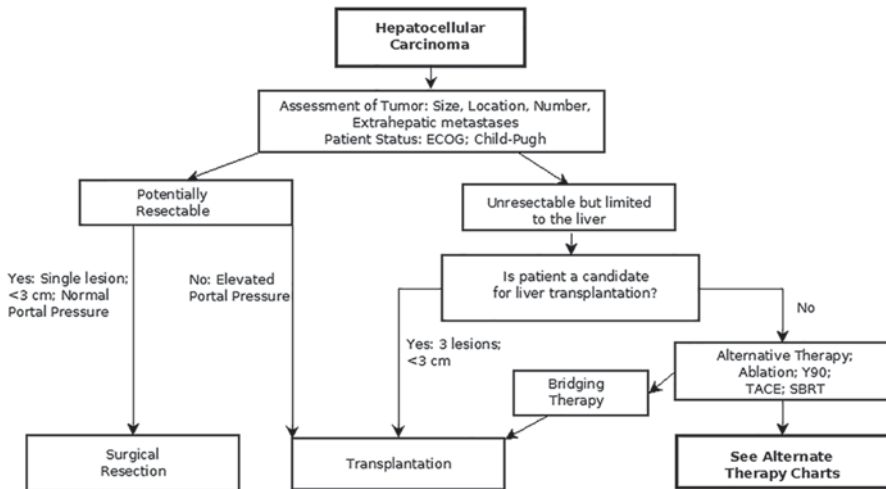 Hepatocellular
Carcinoma
Assessment of Tumor: Size, Location, Number,
Extrahepatic metastases
Patient Status: ECOG; Child-Pugh
Potentially
Resectable
Unresectable but limited
to the liver
Yes: Single lesion;
<3 cm; Normal
Portal Pressure
No: Elevated
Portal Pressure
Is patient a candidate
for liver transplantation?
No
Yes: 3 lesions;
<3 cm
Alternative Therapy;
Ablation; Y90;
TACE; SBRT
Bridging
Therapy
Surgical
Resection
Transplantation
See Alternate
Therapy Charts